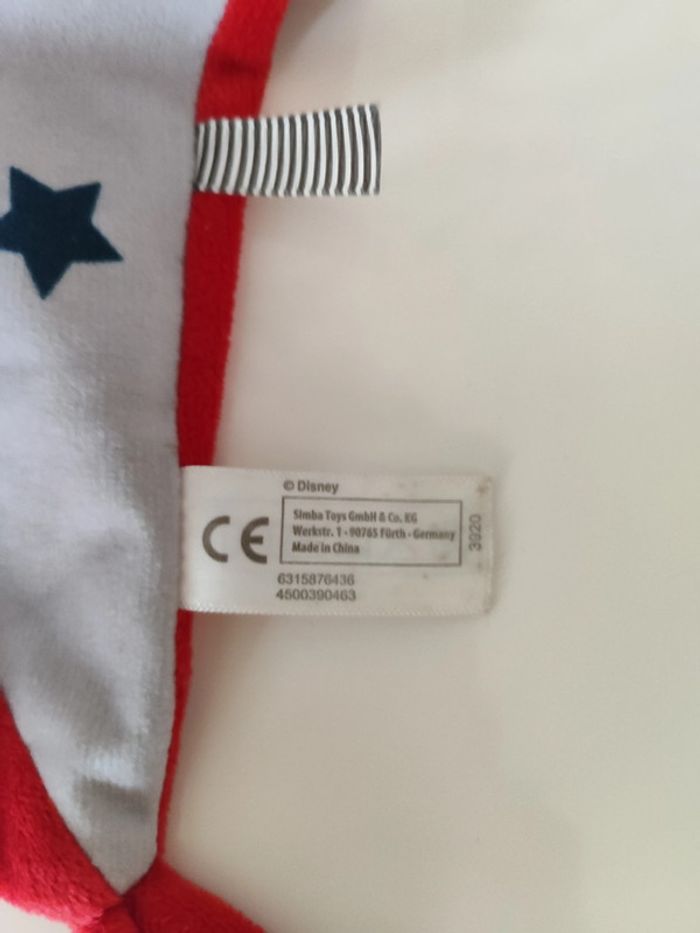 © Disney
CE
Simba Toys GmbH & Co. KG
Werkstr. 1 - 90765 Fürth - Germany
Made in China
3920
6315876436
4500390463